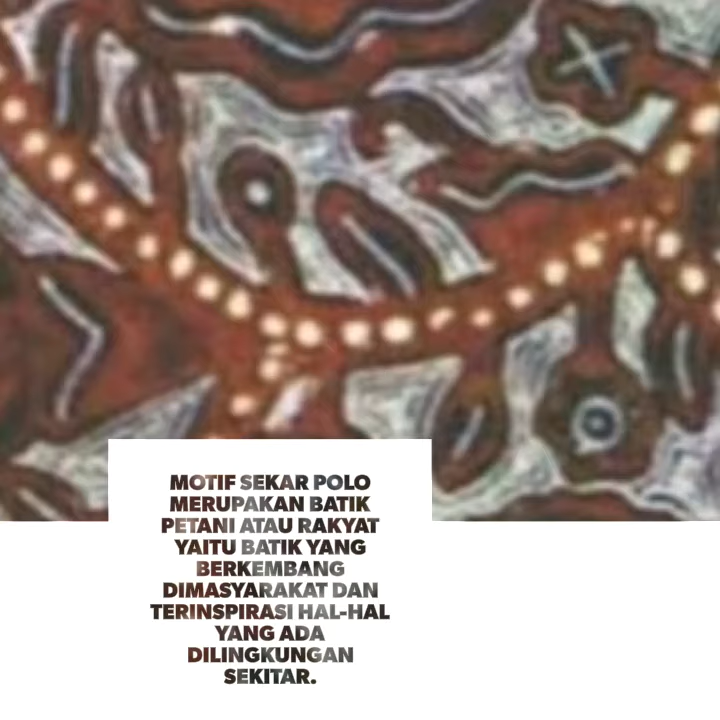 MOTIF SEKAR POLO
MERUPAKAN BATIK
PETANI ATAU RAKYAT
YAITU BATIK YANG
BERKEMBANG
DIMASYARAKAT DAN
TERINSPIRASI HAL-HAL
YANG ADA
DILINGKUNGAN
SEKITAR.